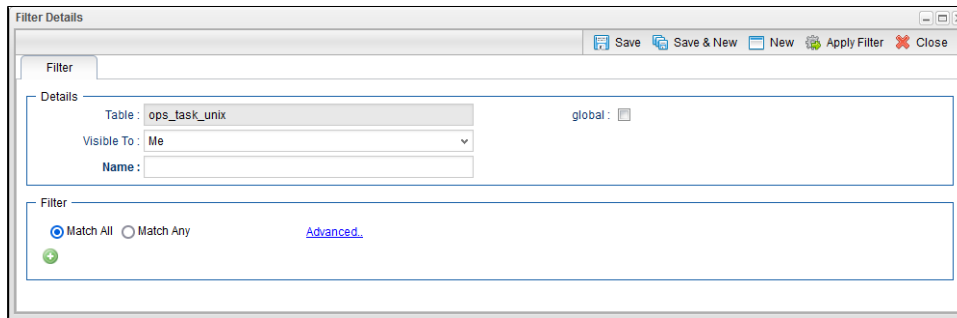 Filter Details
Save Save & New New Apply Filter Close
Filter
Details
Table : ops_task_unix global :
Visible To : Me
Name :
Filter
Match All Match Any Advanced..